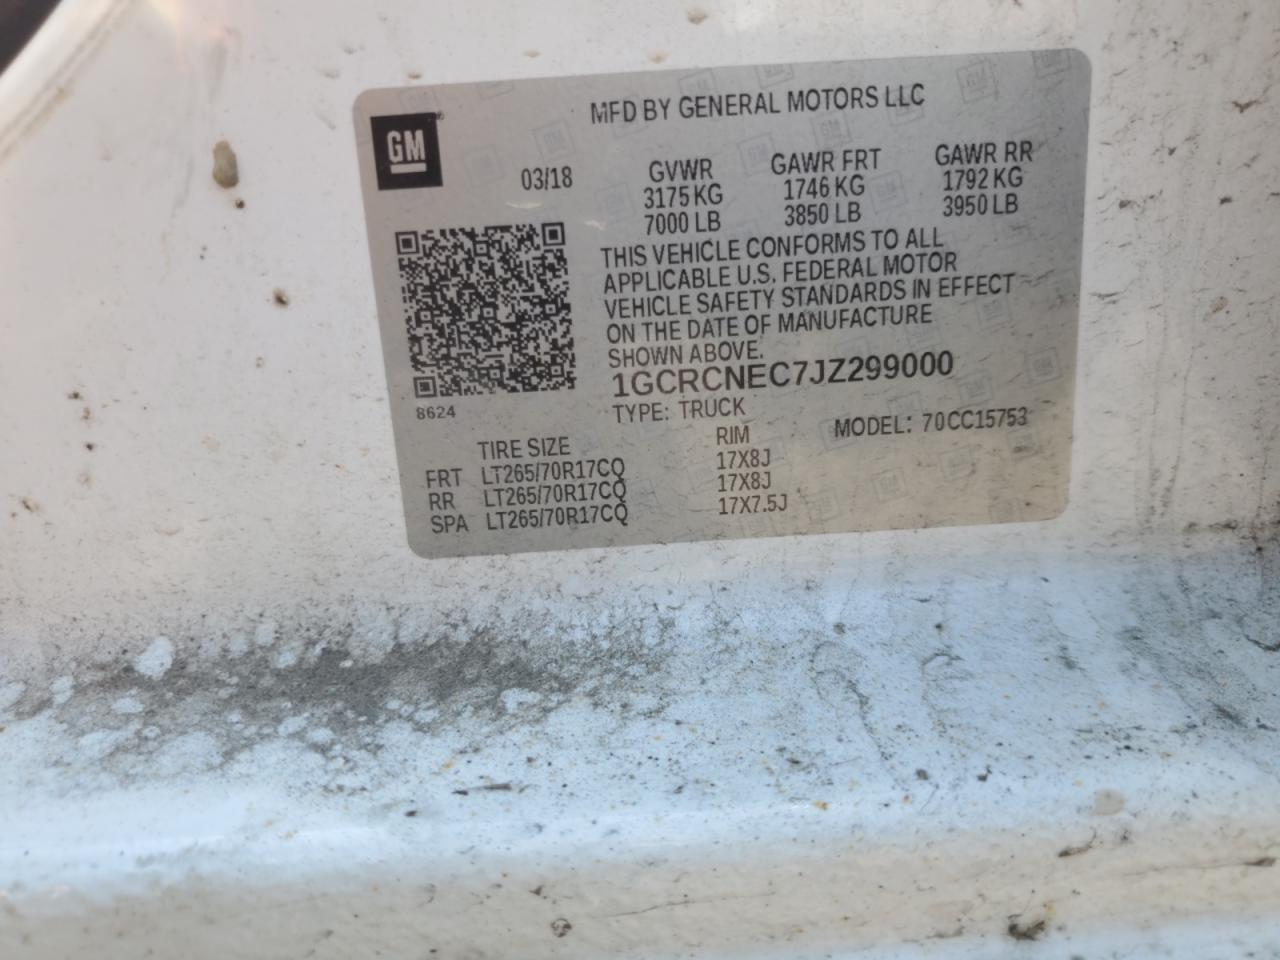 GM
MFD BY GENERAL MOTORS LLC
03/18
GVWR GAWR FRT GAWR RR
3175 KG 1746 KG 1792 KG
7000 LB 3850 LB 3950 LB
THIS VEHICLE CONFORMS TO ALL
APPLICABLE U.S. FEDERAL MOTOR
VEHICLE SAFETY STANDARDS IN EFFECT
ON THE DATE OF MANUFACTURE
SHOWN ABOVE.
1GCRCNEC7JZ299000
8624
TYPE: TRUCK
MODEL: 70CC15753
TIRE SIZE RIM
FRT LT265/70R17CQ 17X8J
RR LT265/70R17CQ 17X8J
SPA LT265/70R17CQ 17X7.5J